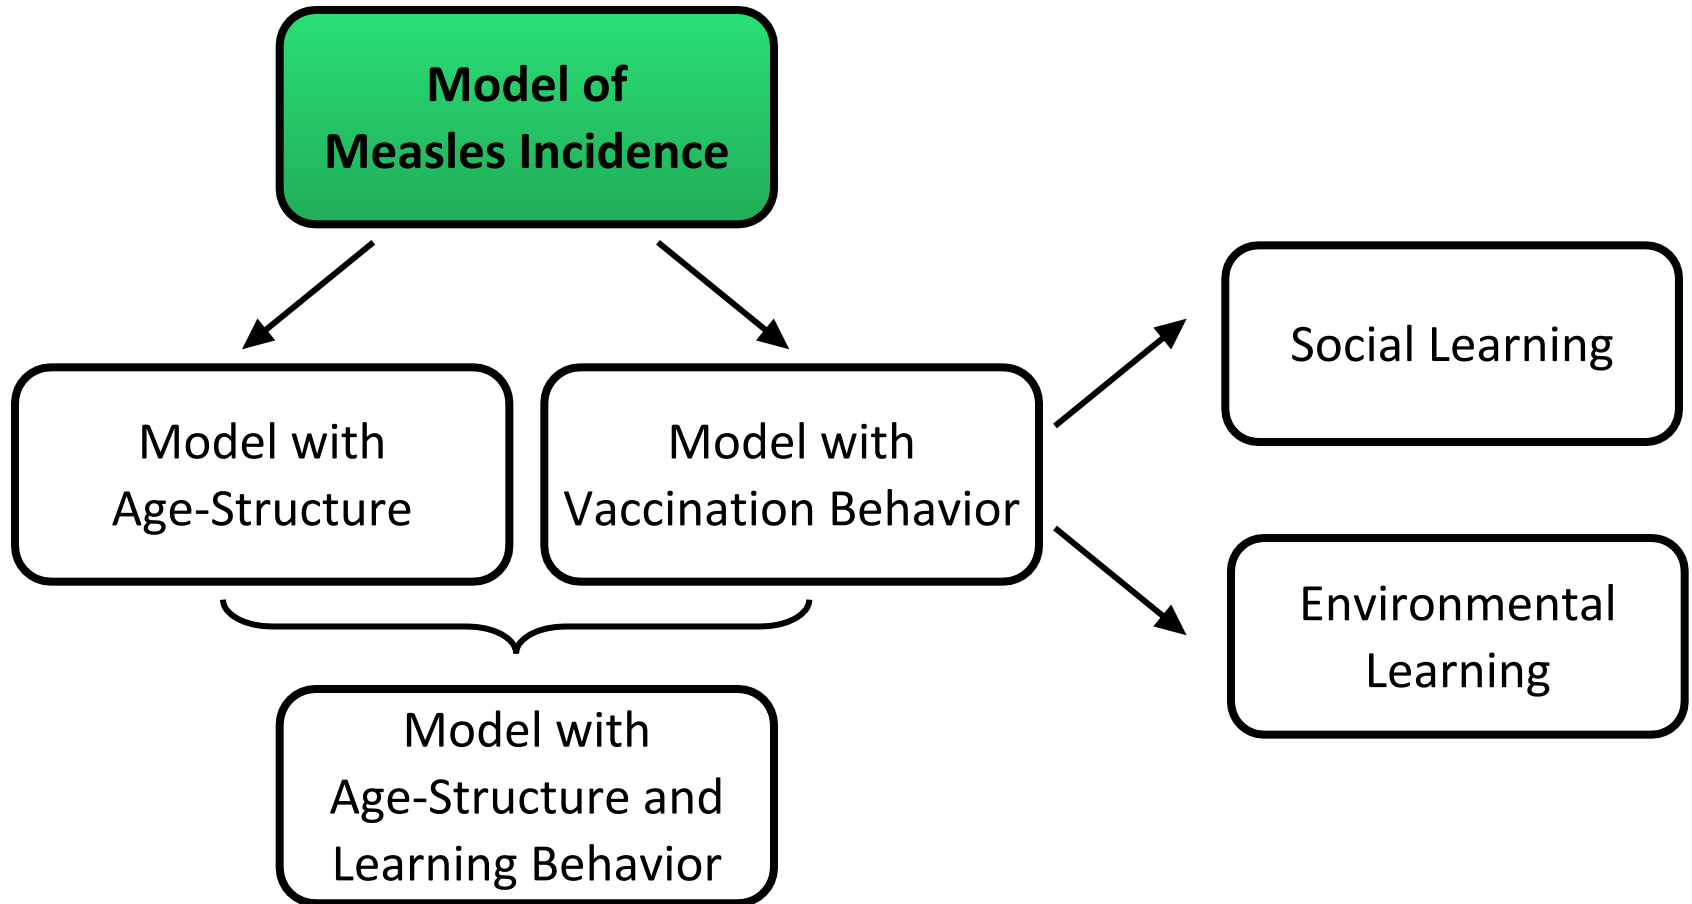 Model of
Measles Incidence
Model with
Age-Structure
Model with
Vaccination Behavior
Social Learning
Environmental
Learning
Model with
Age-Structure and
Learning Behavior